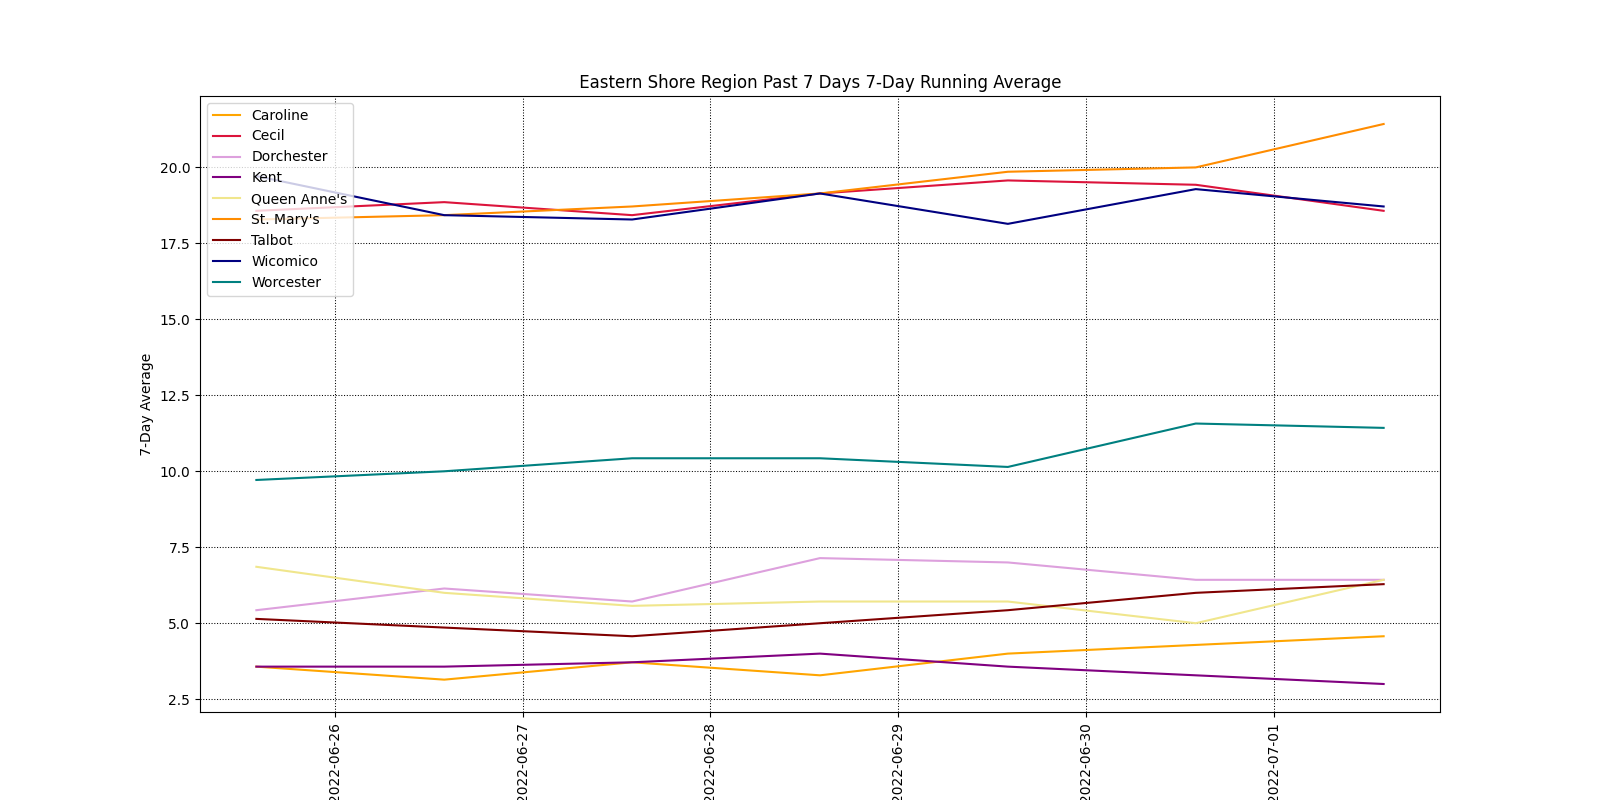 Eastern Shore Region Past 7 Days 7-Day Running Average
Caroline
Cecil
Dorchester
Kent
Queen Anne's
St. Mary's
Talbot
Wicomico
Worcester
20.0
17.5
15.0
12.5
10.0
7.5
5.0
2.5
7-Day Average
2022-06-26
2022-06-27
2022-06-28
2022-06-29
2022-06-30
2022-07-01